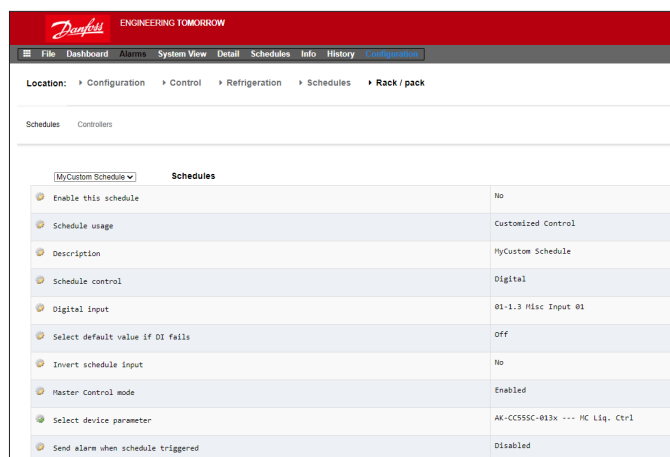 Danfoss ENGINEERING TOMORROW
File Dashboard Alarms System View Detail Schedules Info History Configuration
Location: Configuration Control Refrigeration Schedules Rack / pack
Schedules Controllers
MyCustom Schedule Schedules
Enable this schedule No
Schedule usage Customized Control
Description MyCustom Schedule
Schedule control Digital
Digital input 01-1.3 Misc Input 01
Select default value if DI fails Off
Invert schedule input No
Master Control mode Enabled
Select device parameter AK-CC55SC-013x --- MC Liq. Ctrl
Send alarm when schedule triggered Disabled